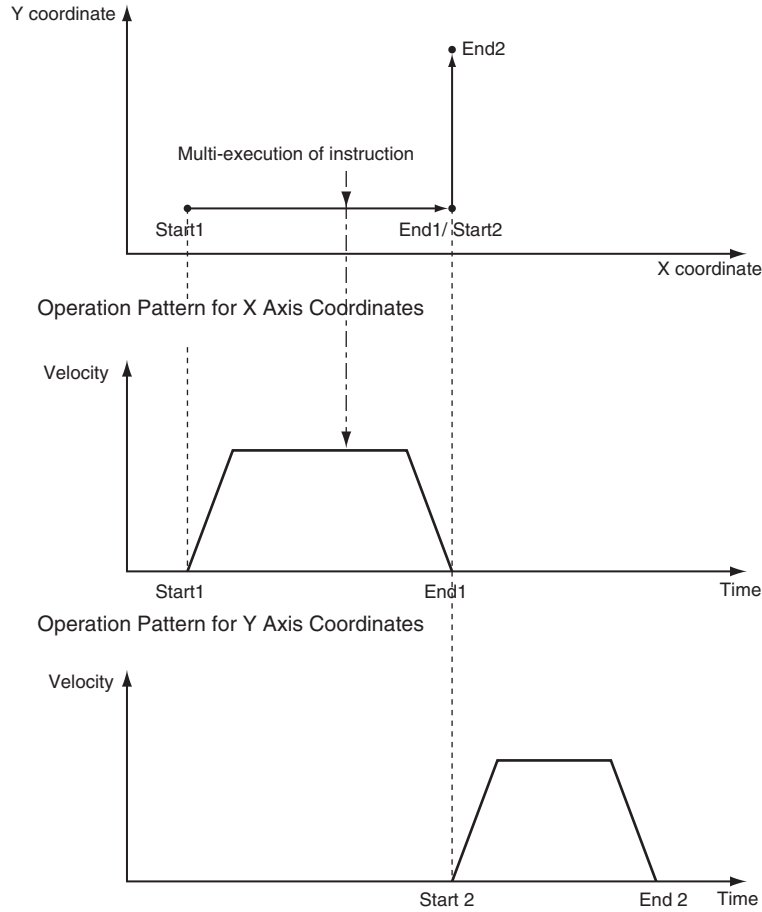 Y coordinate
End2
Multi-execution of instruction
Start1
End1/ Start2
X coordinate
Operation Pattern for X Axis Coordinates
Velocity
Start1
End1
Time
Operation Pattern for Y Axis Coordinates
Velocity
Start 2
End 2
Time